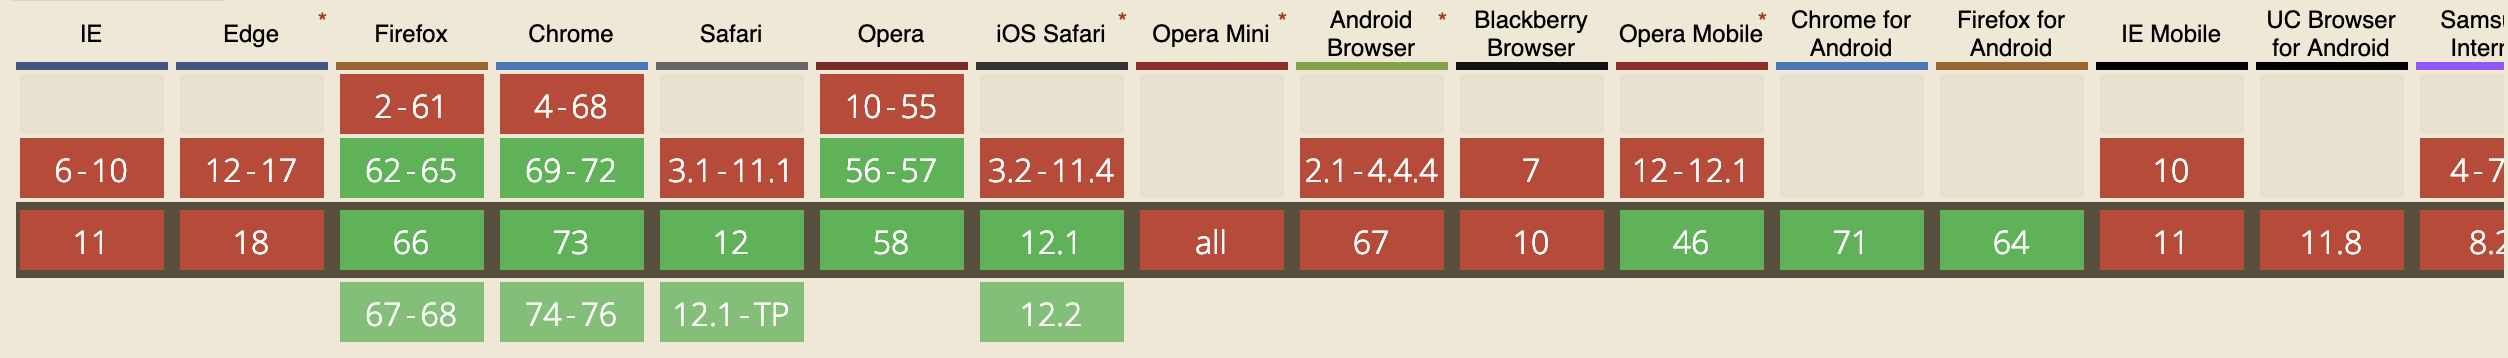 IE Edge * Firefox Chrome Safari Opera iOS Safari * Opera Mini * Android Browser * Blackberry Browser Opera Mobile * Chrome for Android Firefox for Android IE Mobile UC Browser for Android
2-61 4-68 10-55
6-10 12-17 62-65 69-72 3.1-11.1 56-57 3.2-11.4 2.1-4.4.4 7 12-12.1 10 4-7
11 18 66 73 12 58 12.1 all 67 10 46 71 64 11 11.8 8.2
67-68 74-76 12.1-TP 12.2